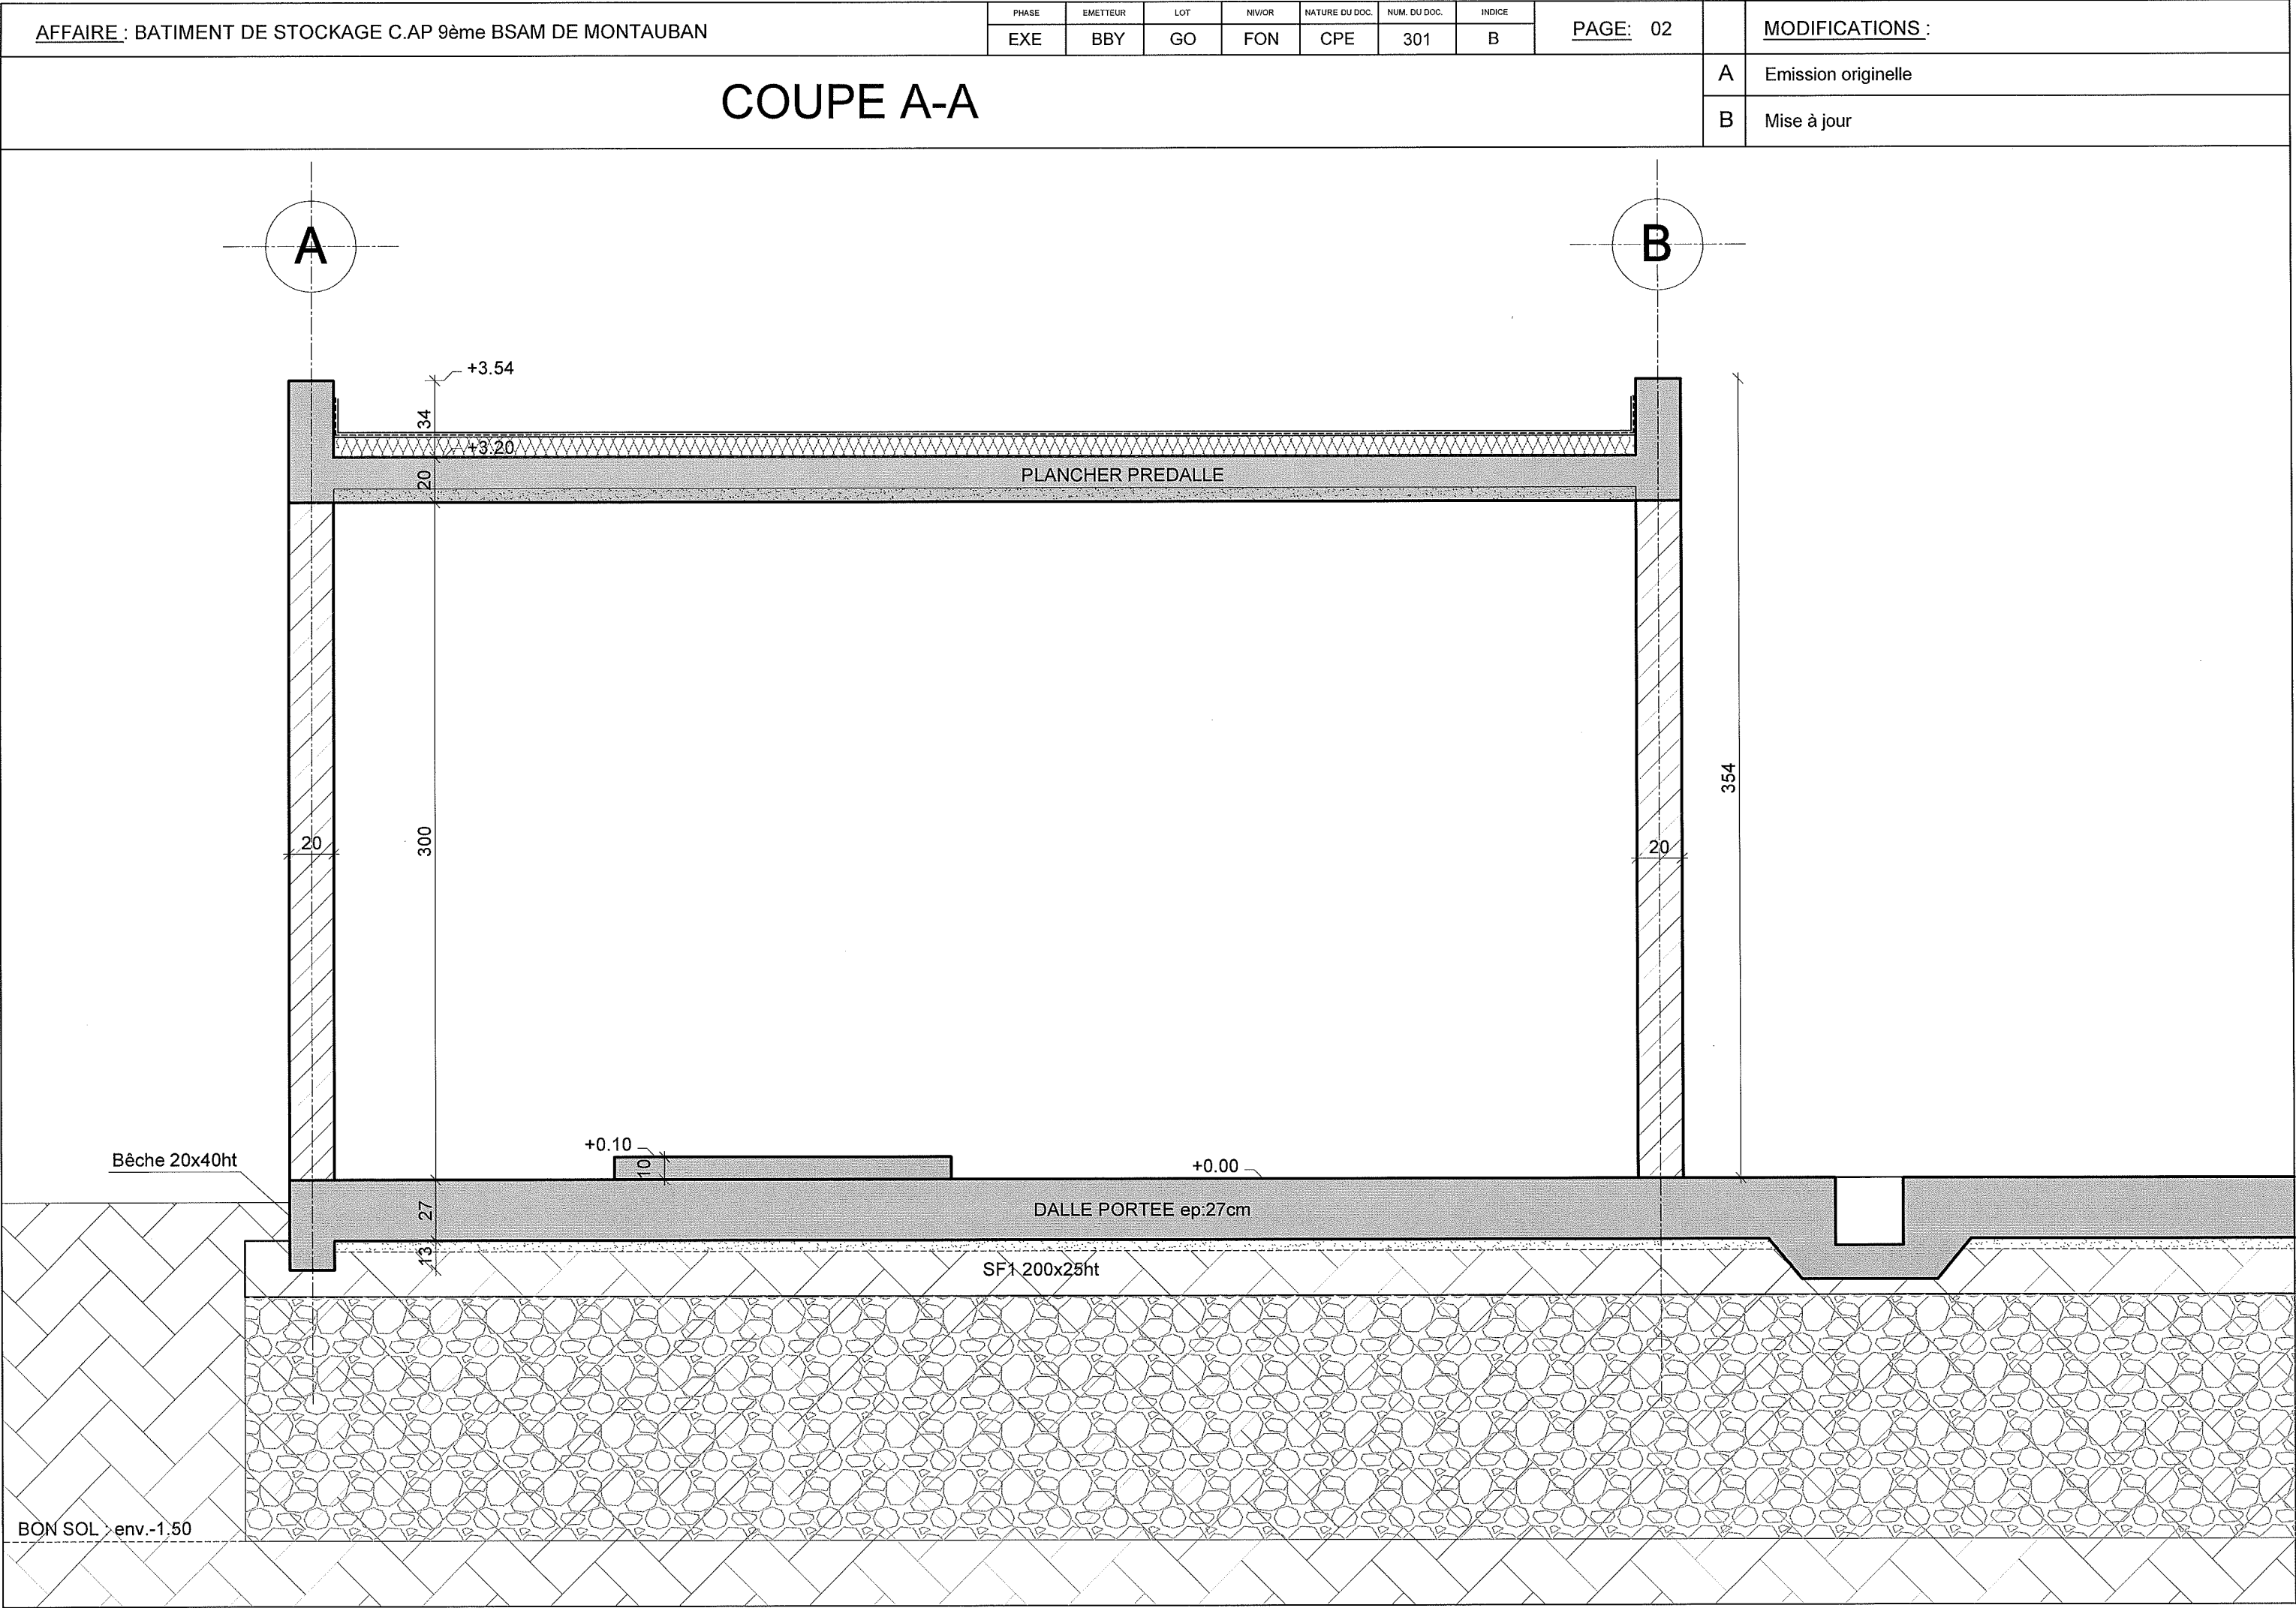 AFFAIRE : BATIMENT DE STOCKAGE C.AP 9ème BSAM DE MONTAUBAN
PHASE EMETTEUR LOT NIV/OR NATURE DU DOC. NUM. DU DOC. INDICE
EXE BBY GO FON CPE 301 B
PAGE: 02
MODIFICATIONS :
A Emission originelle
B Mise à jour
COUPE A-A
A
B
+3.54
34
+3.20
20
PLANCHER PREDALLE
354
300
20
20
+0.10
10
Bêche 20x40ht
+0.00
27
DALLE PORTEE ep:27cm
13
SF1 200x25ht
BON SOL : env.-1.50